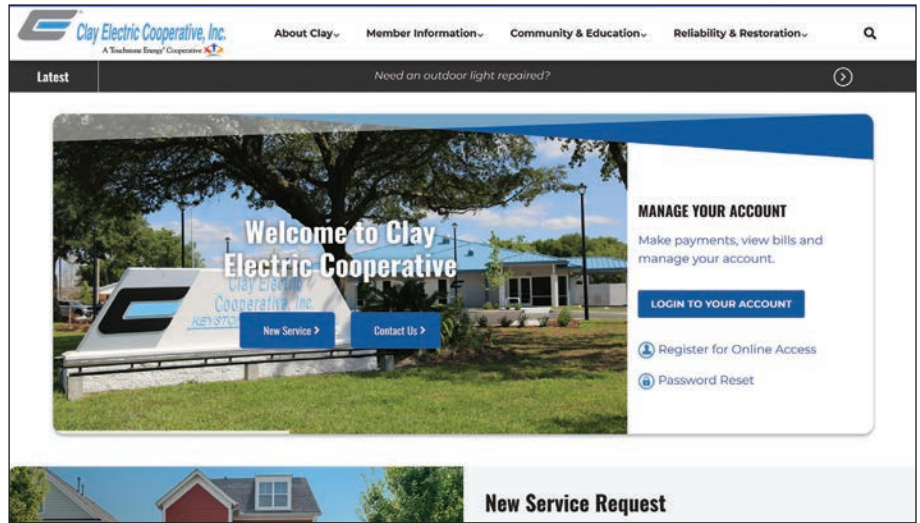 Clay Electric Cooperative, Inc.
A Touchstone Energy® Cooperative
About Clay
Member Information
Community & Education
Reliability & Restoration
Latest
Need an outdoor light repaired?
Welcome to Clay
Electric Cooperative
Clay Electric
Cooperative, Inc.
KEYSTO
New Service >
Contact Us >
MANAGE YOUR ACCOUNT
Make payments, view bills and
manage your account.
LOGIN TO YOUR ACCOUNT
Register for Online Access
Password Reset
New Service Request